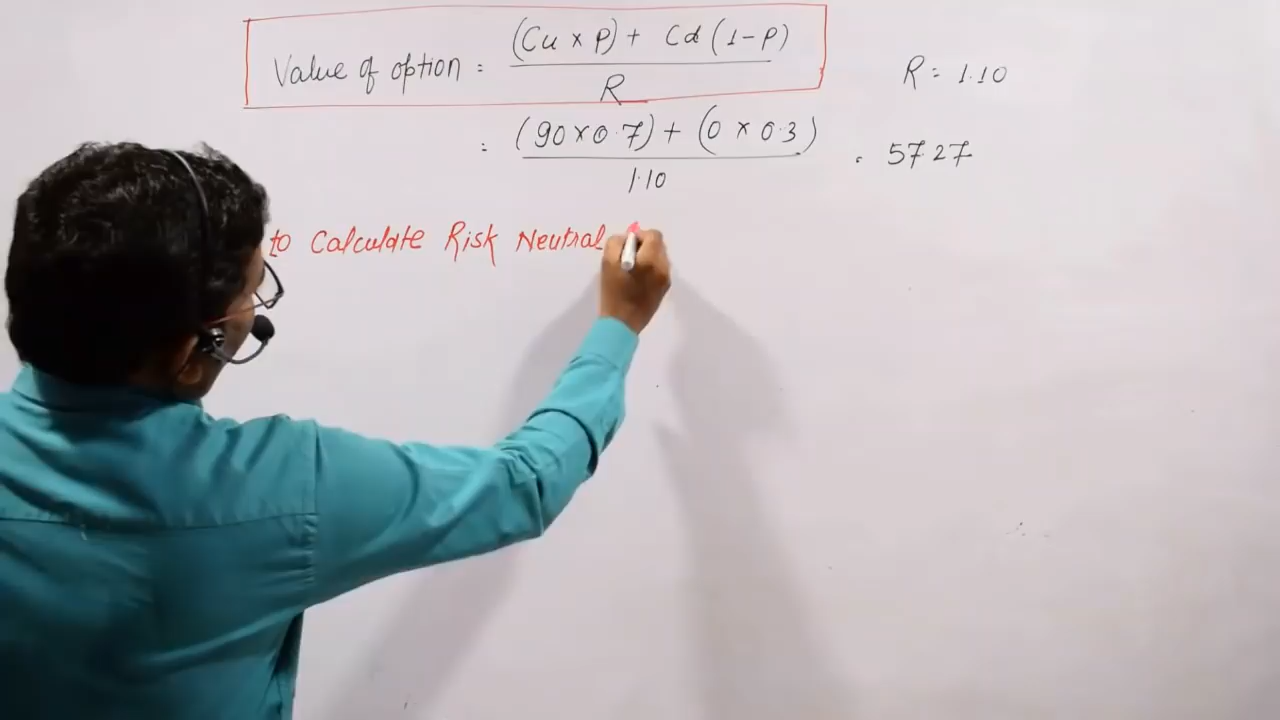 Value of option = (Cu × P) + Cd (1-P) / R
R = 1.10
= (90 × 0.7) + (0 × 0.3) / 1.10 = 57.27
to Calculate Risk Neutral